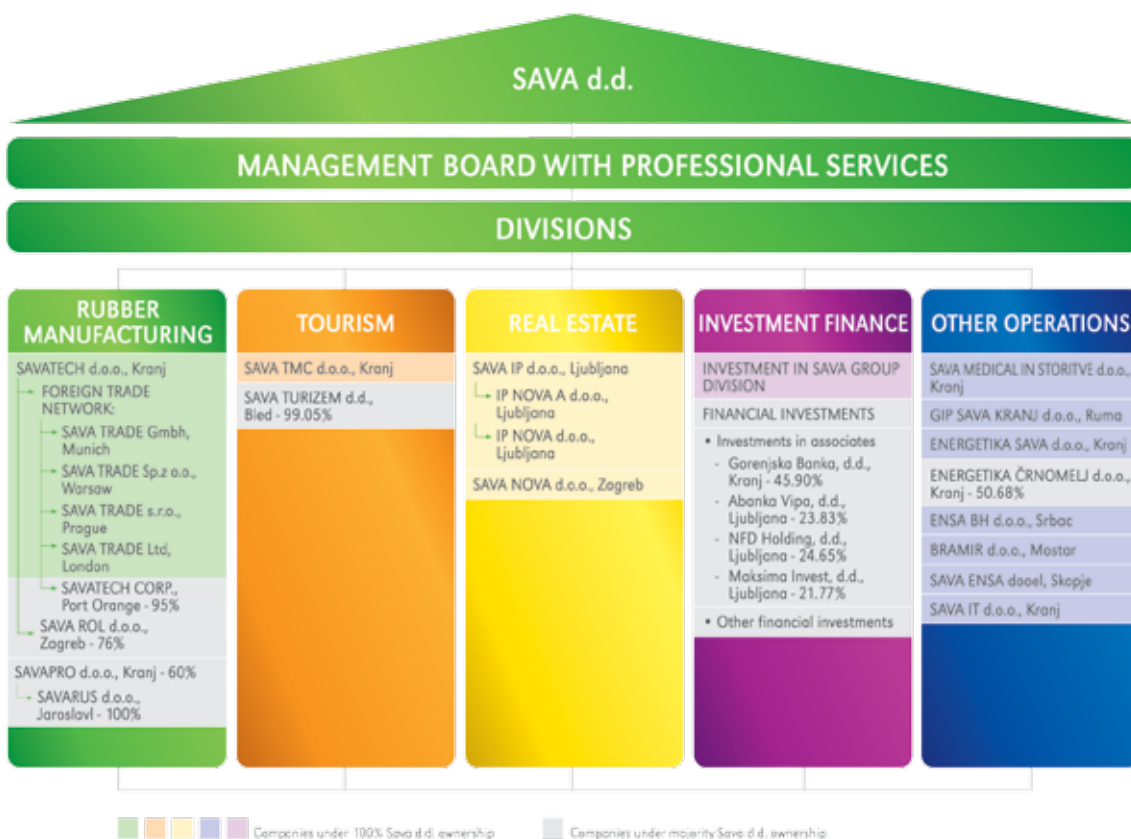 SAVA d.d.
MANAGEMENT BOARD WITH PROFESSIONAL SERVICES
DIVISIONS
RUBBER
MANUFACTURING
SAVATECH d.o.o., Kranj
FOREIGN TRADE
NETWORK:
SAVA TRADE Gmbh,
Munich
SAVA TRADE Sp.z o.o.,
Warsaw
SAVA TRADE s.r.o.,
Prague
SAVA TRADE Ltd,
London
SAVATECH CORP.,
Port Orange - 95%
SAVA ROL d.o.o.,
Zagreb - 76%
SAVAPRO d.o.o., Kranj - 60%
SAVARUS d.o.o.,
Jaroslavl - 100%
TOURISM
SAVA TMC d.o.o., Kranj
SAVA TURIZEM d.d.,
Bled - 99.05%
REAL ESTATE
SAVA IP d.o.o., Ljubljana
IP NOVA A d.o.o.,
Ljubljana
IP NOVA d.o.o.,
Ljubljana
SAVA NOVA d.o.o., Zagreb
INVESTMENT FINANCE
INVESTMENT IN SAVA GROUP
DIVISION
FINANCIAL INVESTMENTS
• Investments in associates
- Gorenjska Banka, d.d.,
Kranj - 45.90%
- Abanka Vipa, d.d.,
Ljubljana - 23.83%
- NFD Holding, d.d.,
Ljubljana - 24.65%
- Maksima Invest, d.d.,
Ljubljana - 21.77%
• Other financial investments
OTHER OPERATIONS
SAVA MEDICAL IN STORITVE d.o.o.,
Kranj
GIP SAVA KRANJ d.o.o., Ruma
ENERGETIKA SAVA d.o.o., Kranj
ENERGETIKA ČRNOMELJ d.o.o.,
Kranj - 50.68%
ENSA BH d.o.o., Srbac
BRAMIR d.o.o., Mostar
SAVA ENSA dooel, Skopje
SAVA IT d.o.o., Kranj
Companies under 100% Sava d.d. ownership
Companies under majority Sava d.d. ownership